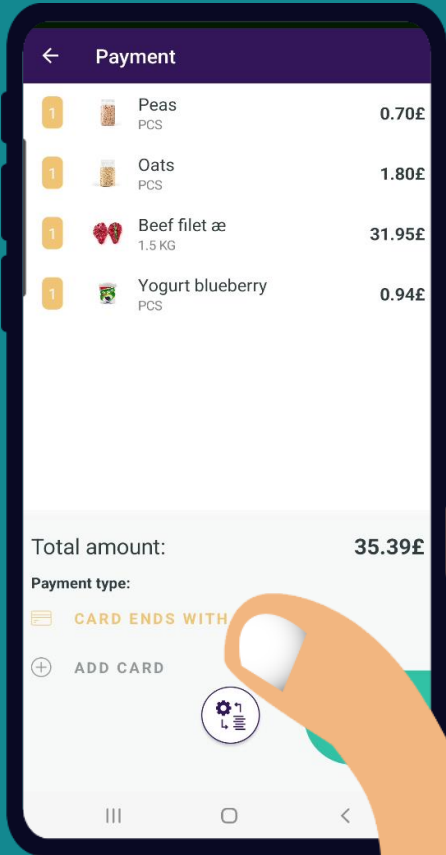 Payment
1 Peas 0.70£
PCS
1 Oats 1.80£
PCS
1 Beef filet æ 31.95£
1.5 KG
1 Yogurt blueberry 0.94£
PCS
Total amount: 35.39£
Payment type:
CARD ENDS WITH
ADD CARD